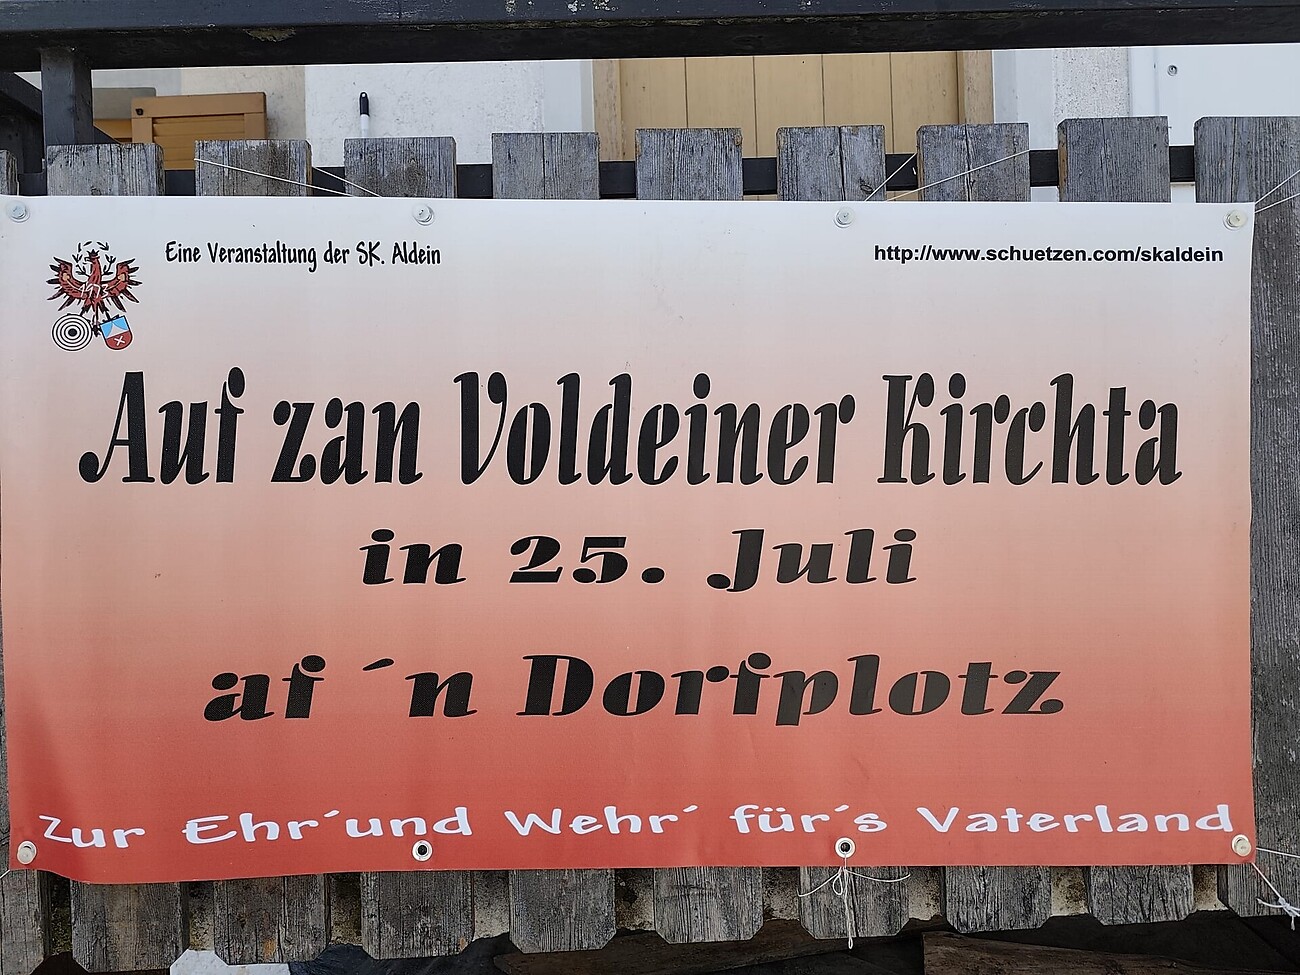 Eine Veranstaltung der SK. Aldein
http://www.schuetzen.com/skaldein
Auf zan Voldeiner Kirchta
in 25. Juli
af ´n Dorfplotz
Zur Ehr´und Wehr´ für´s Vaterland